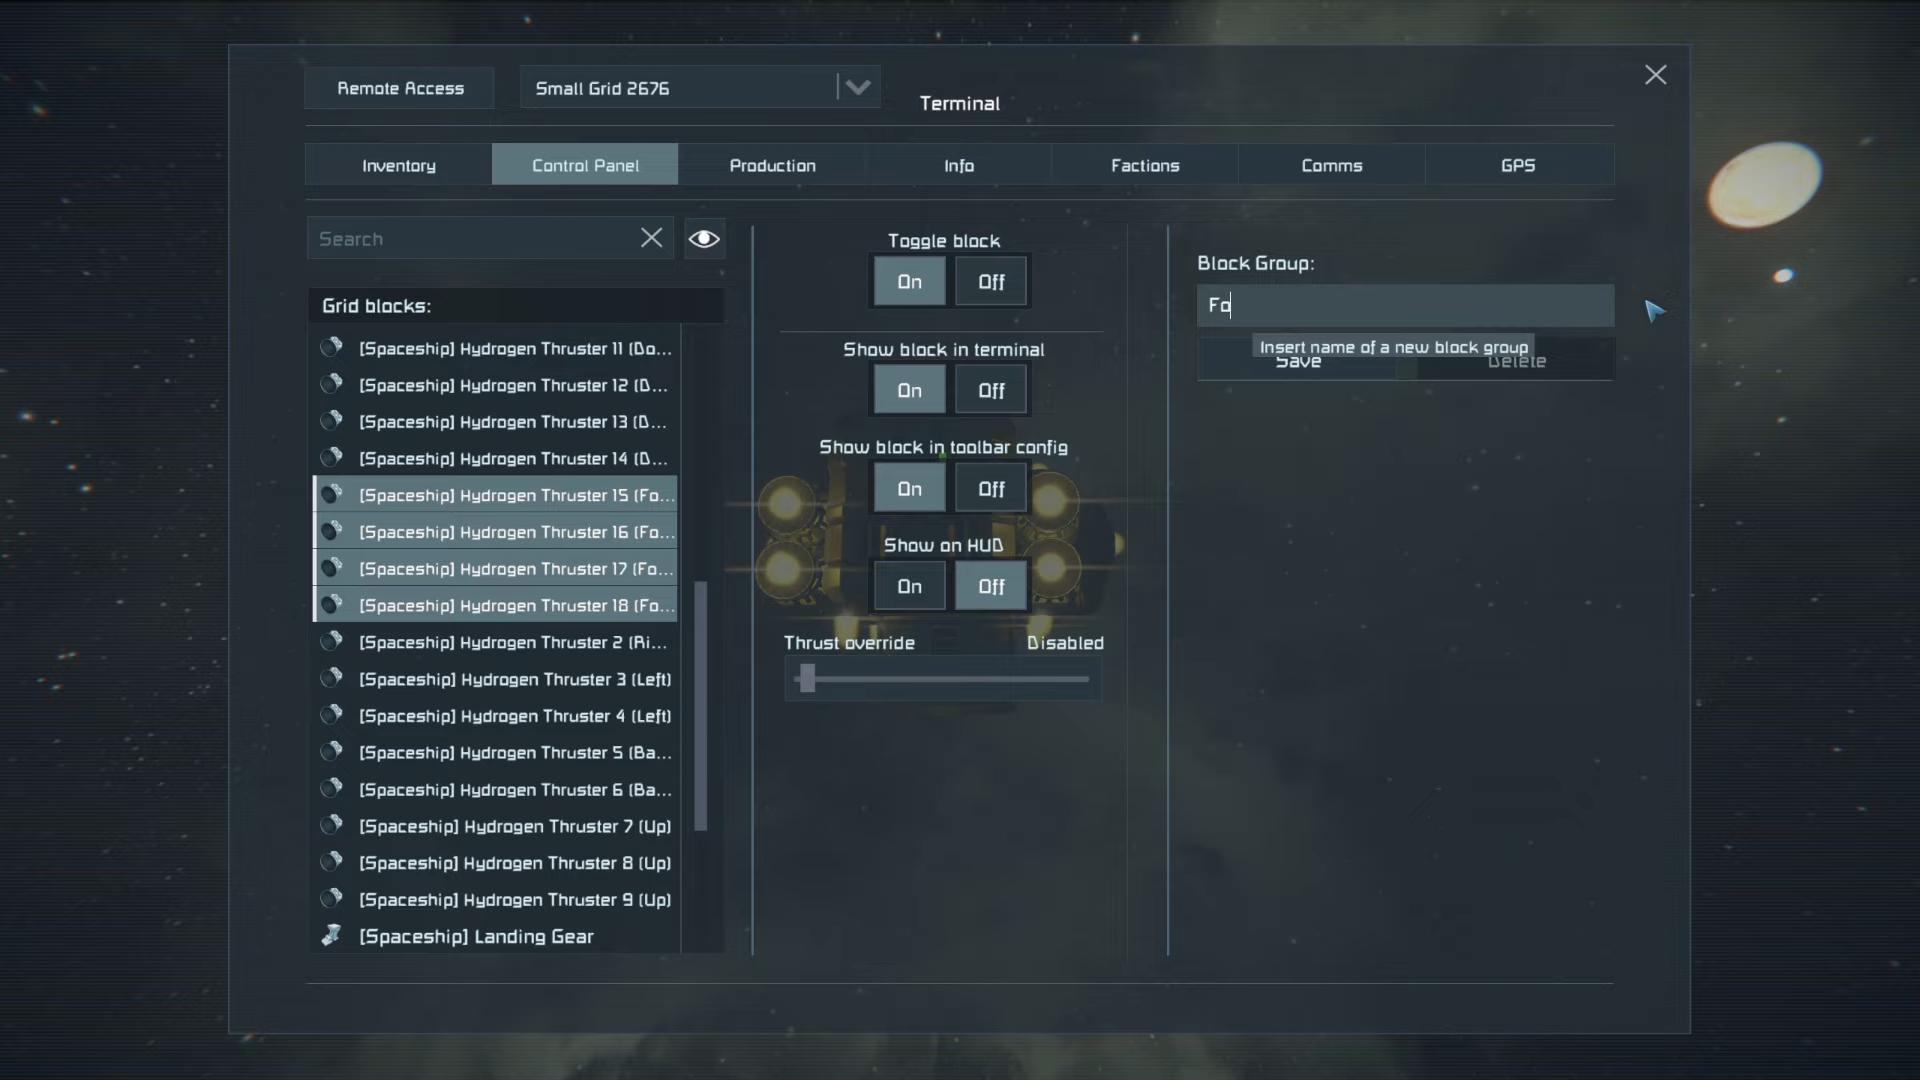 Remote Access
Small Grid 2676
Terminal
Inventory
Control Panel
Production
Info
Factions
Comms
GPS
Search
Grid blocks:
[Spaceship] Hydrogen Thruster 11 (Do...
[Spaceship] Hydrogen Thruster 12 (D...
[Spaceship] Hydrogen Thruster 13 (D...
[Spaceship] Hydrogen Thruster 14 (D...
[Spaceship] Hydrogen Thruster 15 (Fo...
[Spaceship] Hydrogen Thruster 16 (Fo...
[Spaceship] Hydrogen Thruster 17 (Fo...
[Spaceship] Hydrogen Thruster 18 (Fo...
[Spaceship] Hydrogen Thruster 2 (Ri...
[Spaceship] Hydrogen Thruster 3 (Left)
[Spaceship] Hydrogen Thruster 4 (Left)
[Spaceship] Hydrogen Thruster 5 (Ba...
[Spaceship] Hydrogen Thruster 6 (Ba...
[Spaceship] Hydrogen Thruster 7 (Up)
[Spaceship] Hydrogen Thruster 8 (Up)
[Spaceship] Hydrogen Thruster 9 (Up)
[Spaceship] Landing Gear
Toggle block
On Off
Show block in terminal
On Off
Show block in toolbar config
On Off
Show on HUD
On Off
Thrust override Disabled
Block Group:
Fo
Insert name of a new block group
Save Delete